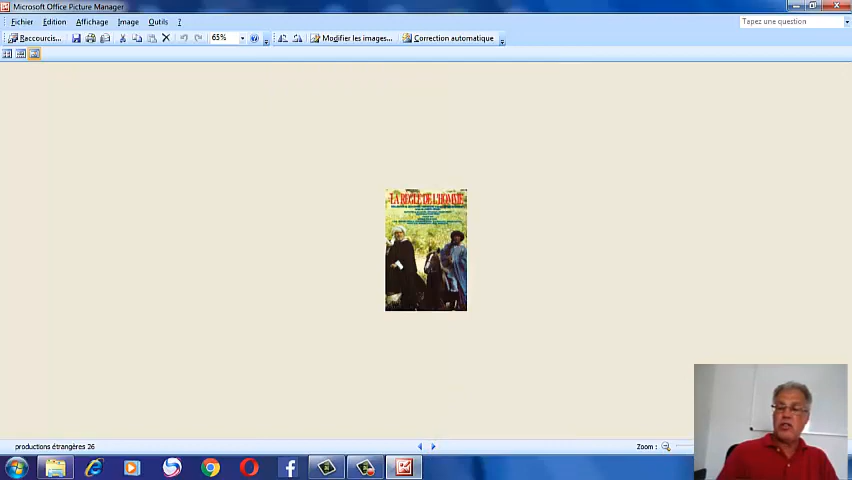 Microsoft Office Picture Manager
Fichier Edition Affichage Image Outils ?
Tapez une question
Raccourcis... 65% Modifier les images... Correction automatique
LA REGLE DE L'HOMME
productions étrangères 26
Zoom :